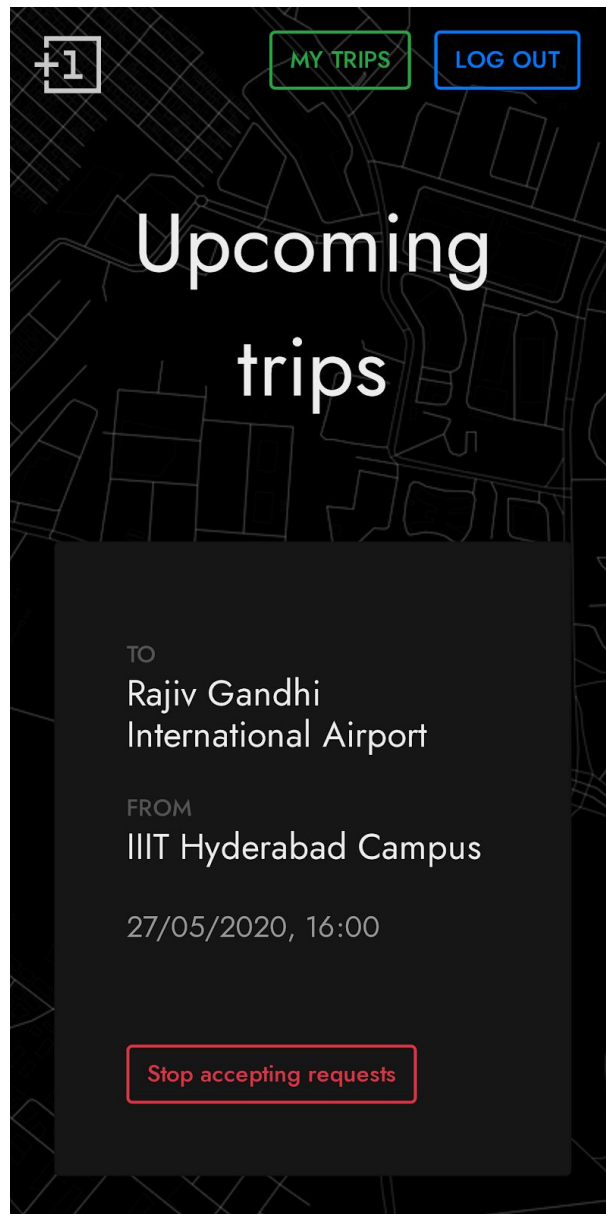 +1
MY TRIPS
LOG OUT
Upcoming
trips
TO
Rajiv Gandhi
International Airport
FROM
IIIT Hyderabad Campus
27/05/2020, 16:00
Stop accepting requests